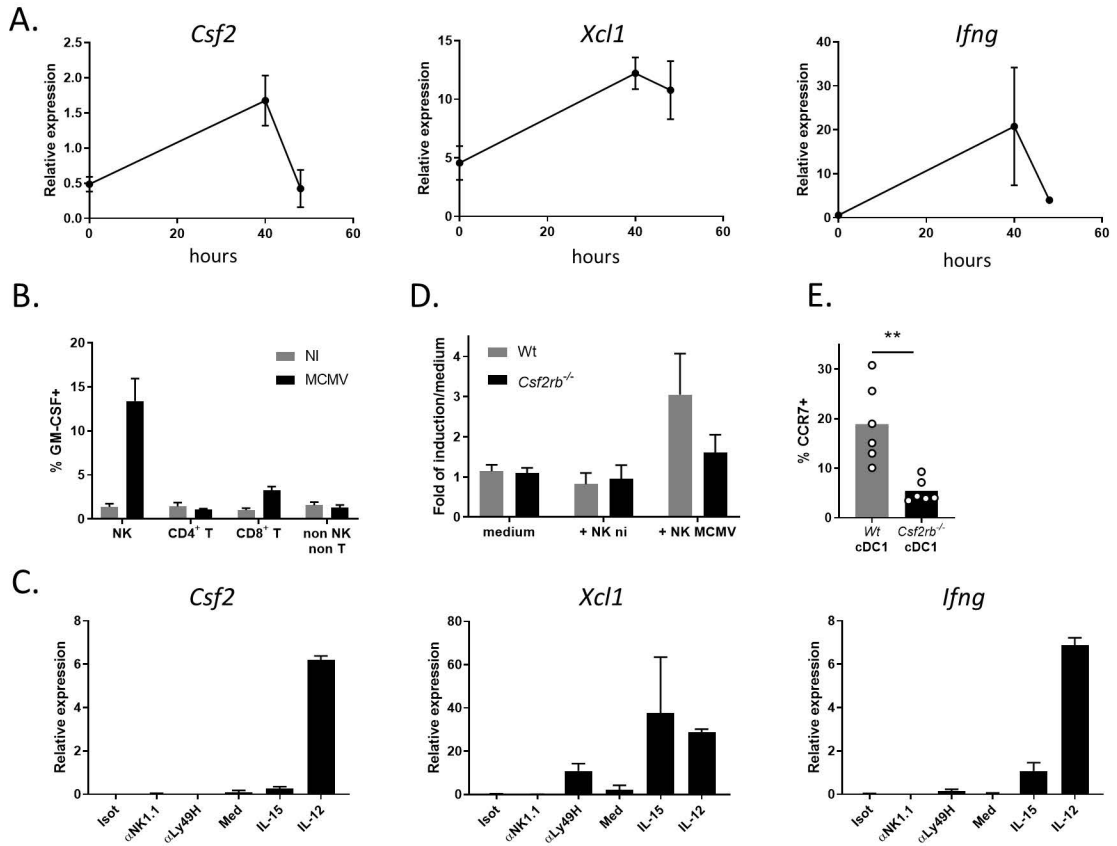 A.
Csf2
Relative expression
2.5
2.0
1.5
1.0
0.5
0.0
0 20 40 60
hours
Xcl1
Relative expression
15
10
5
0
0 20 40 60
hours
Ifng
Relative expression
40
30
20
10
0
0 20 40 60
hours
B.
% GM-CSF+
20
15
10
5
0
NI
MCMV
NK CD4+ T CD8+ T non NK
non T
D.
Fold of induction/medium
4
3
2
1
0
Wt
Csf2rb-/-
medium + NK ni + NK MCMV
E.
% CCR7+
30
20
10
0
**
Wt Csf2rb-/-
cDC1 cDC1
C.
Csf2
Relative expression
8
6
4
2
0
Isot αNK1.1 αLy49H Med IL-15 IL-12
Xcl1
Relative expression
80
60
40
20
0
Isot αNK1.1 αLy49H Med IL-15 IL-12
Ifng
Relative expression
8
6
4
2
0
Isot αNK1.1 αLy49H Med IL-15 IL-12